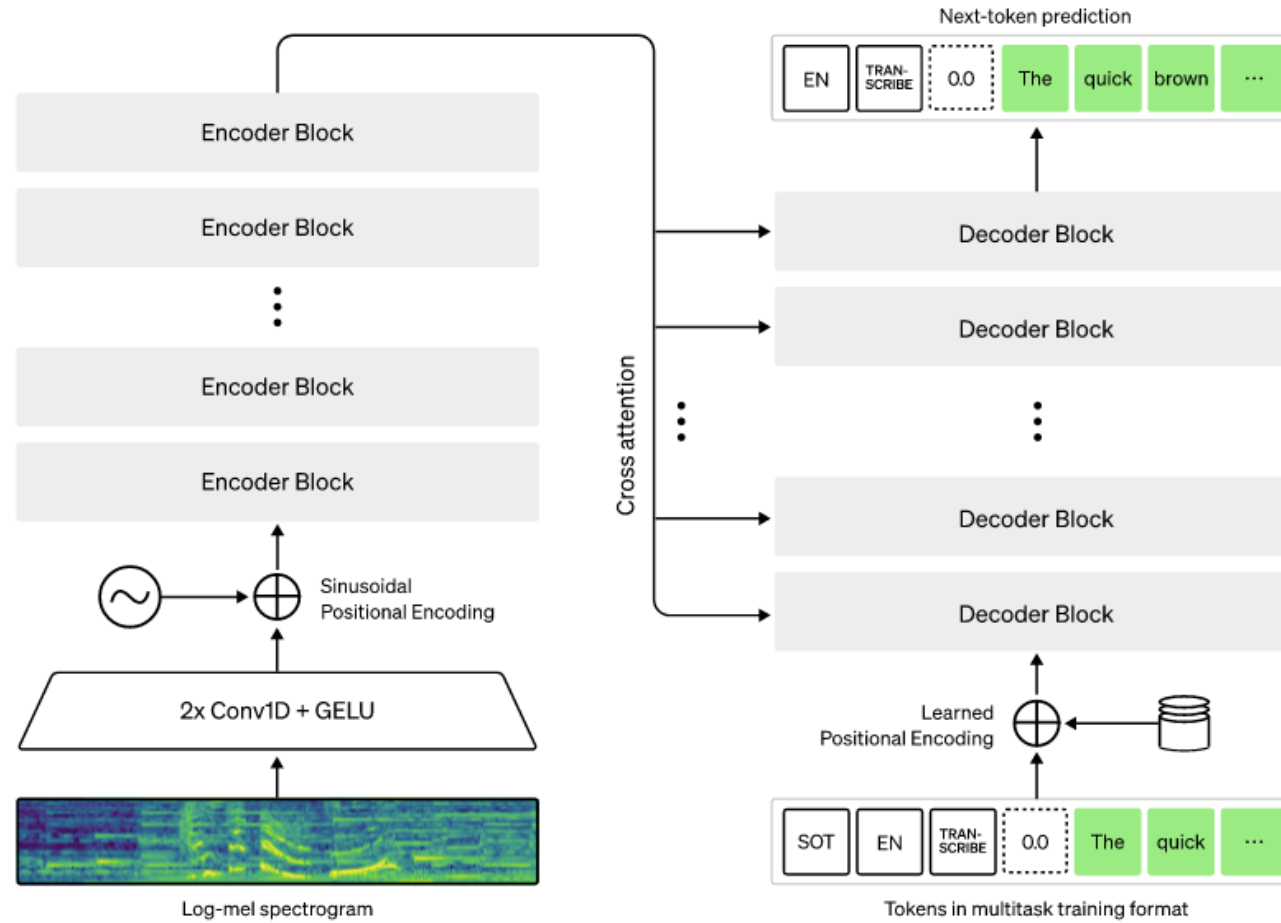 Next-token prediction
EN
TRAN-
SCRIBE
0.0
The
quick
brown
...
Encoder Block
Encoder Block
Encoder Block
Encoder Block
Sinusoidal
Positional Encoding
2x Conv1D + GELU
Log-mel spectrogram
Cross attention
Decoder Block
Decoder Block
Decoder Block
Decoder Block
Learned
Positional Encoding
SOT
EN
TRAN-
SCRIBE
0.0
The
quick
...
Tokens in multitask training format